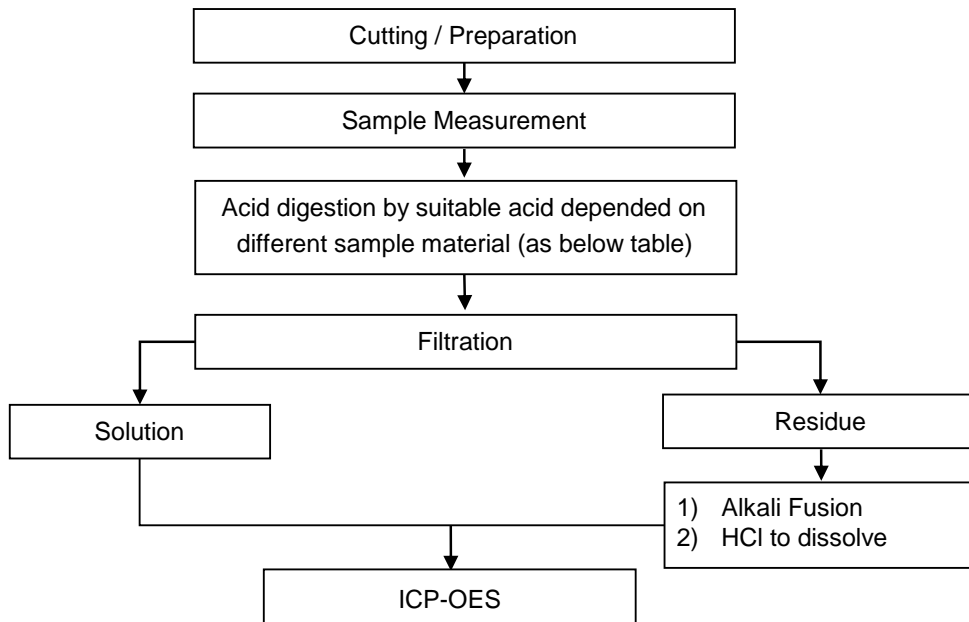 Cutting / Preparation
Sample Measurement
Acid digestion by suitable acid depended on
different sample material (as below table)
Filtration
Solution
Residue
1) Alkali Fusion
2) HCl to dissolve
ICP-OES